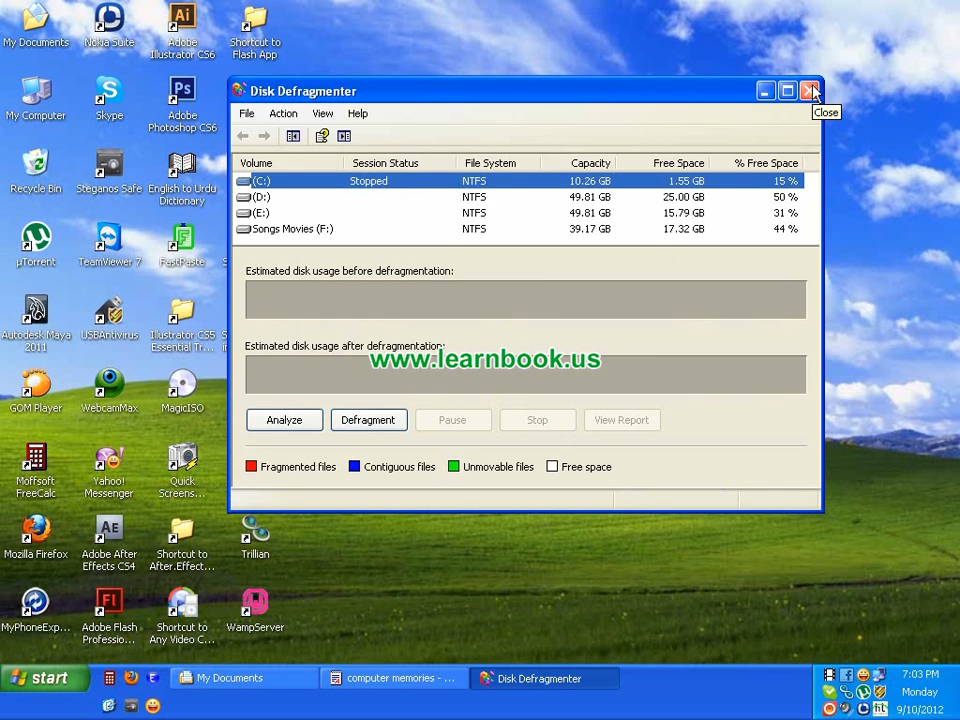 My Documents
Nokia Suite
Adobe
Illustrator CS6
Shortcut to
Flash App
My Computer
Skype
Adobe
Photoshop CS6
Recycle Bin
Steganos Safe
English to Urdu
Dictionary
µTorrent
TeamViewer 7
FastPaste
Autodesk Maya
2011
USBAntivirus
Illustrator CS5
Essential Tr...
GOM Player
WebcamMax
MagicISO
Moffsoft
FreeCalc
Yahoo!
Messenger
Quick
Screens...
Mozilla Firefox
Adobe After
Effects CS4
Shortcut to
After.Effect...
Trillian
MyPhoneExp...
Adobe Flash
Professio...
Shortcut to
Any Video C...
WampServer
Disk Defragmenter
Close
File Action View Help
Volume Session Status File System Capacity Free Space % Free Space
(C:) Stopped NTFS 10.26 GB 1.55 GB 15 %
(D:) NTFS 49.81 GB 25.00 GB 50 %
(E:) NTFS 49.81 GB 15.79 GB 31 %
Songs Movies (F:) NTFS 39.17 GB 17.32 GB 44 %
Estimated disk usage before defragmentation:
Estimated disk usage after defragmentation:
www.learnbook.us
Analyze Defragment Pause Stop View Report
Fragmented files Contiguous files Unmovable files Free space
start
My Documents
computer memories - ...
Disk Defragmenter
7:03 PM
Monday
9/10/2012